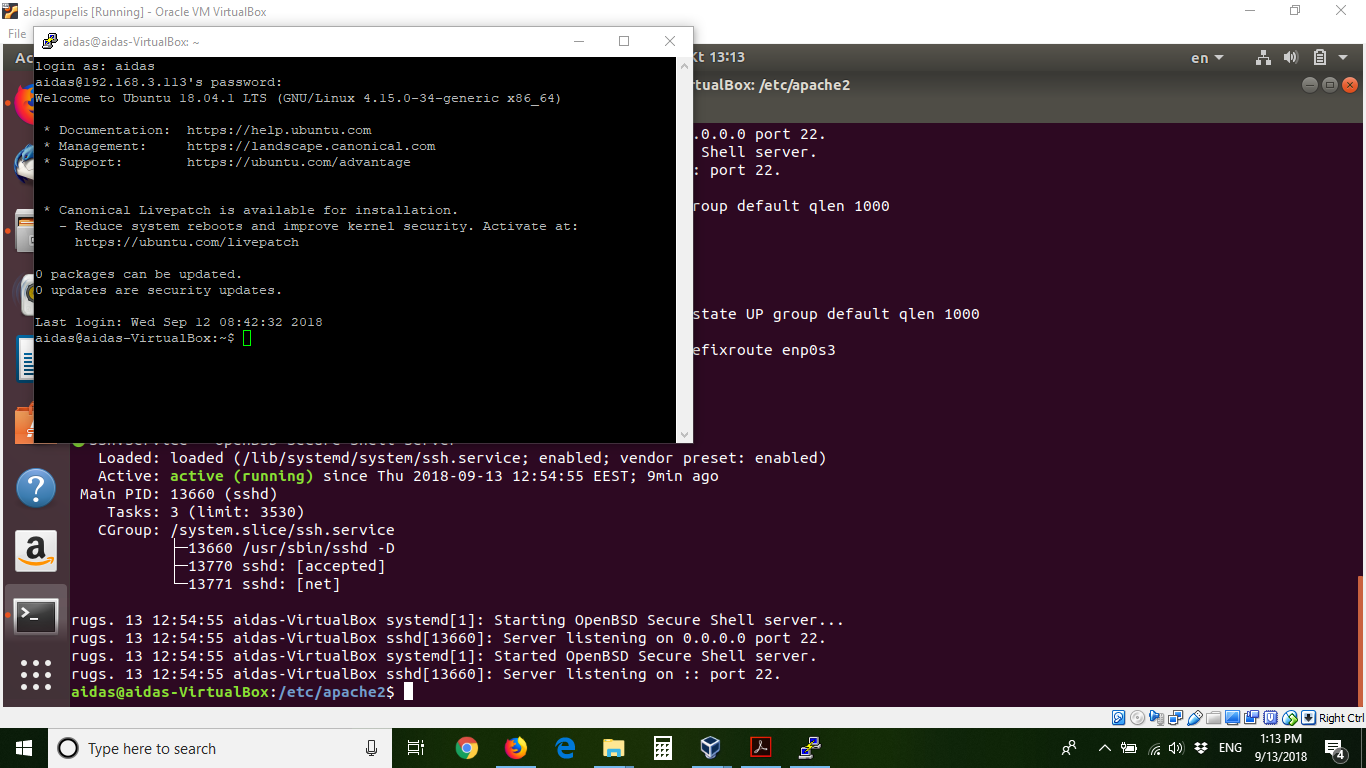 aidaspupelis [Running] - Oracle VM VirtualBox
File
aidas@aidas-VirtualBox: ~
login as: aidas
aidas@192.168.3.113's password:
Welcome to Ubuntu 18.04.1 LTS (GNU/Linux 4.15.0-34-generic x86_64)
* Documentation:  https://help.ubuntu.com
* Management:     https://landscape.canonical.com
* Support:        https://ubuntu.com/advantage
* Canonical Livepatch is available for installation.
- Reduce system reboots and improve kernel security. Activate at:
https://ubuntu.com/livepatch
0 packages can be updated.
0 updates are security updates.
Last login: Wed Sep 12 08:42:32 2018
aidas@aidas-VirtualBox:~$
Kt 13:13
en
rtualBox: /etc/apache2
.0.0.0 port 22.
Shell server.
: port 22.
roup default qlen 1000
state UP group default qlen 1000
efixroute enp0s3
Loaded: loaded (/lib/systemd/system/ssh.service; enabled; vendor preset: enabled)
Active: active (running) since Thu 2018-09-13 12:54:55 EEST; 9min ago
Main PID: 13660 (sshd)
Tasks: 3 (limit: 3530)
CGroup: /system.slice/ssh.service
├─13660 /usr/sbin/sshd -D
├─13770 sshd: [accepted]
└─13771 sshd: [net]
rugs. 13 12:54:55 aidas-VirtualBox systemd[1]: Starting OpenBSD Secure Shell server...
rugs. 13 12:54:55 aidas-VirtualBox sshd[13660]: Server listening on 0.0.0.0 port 22.
rugs. 13 12:54:55 aidas-VirtualBox systemd[1]: Started OpenBSD Secure Shell server.
rugs. 13 12:54:55 aidas-VirtualBox sshd[13660]: Server listening on :: port 22.
aidas@aidas-VirtualBox:/etc/apache2$
Right Ctrl
Type here to search
ENG
1:13 PM
9/13/2018
4